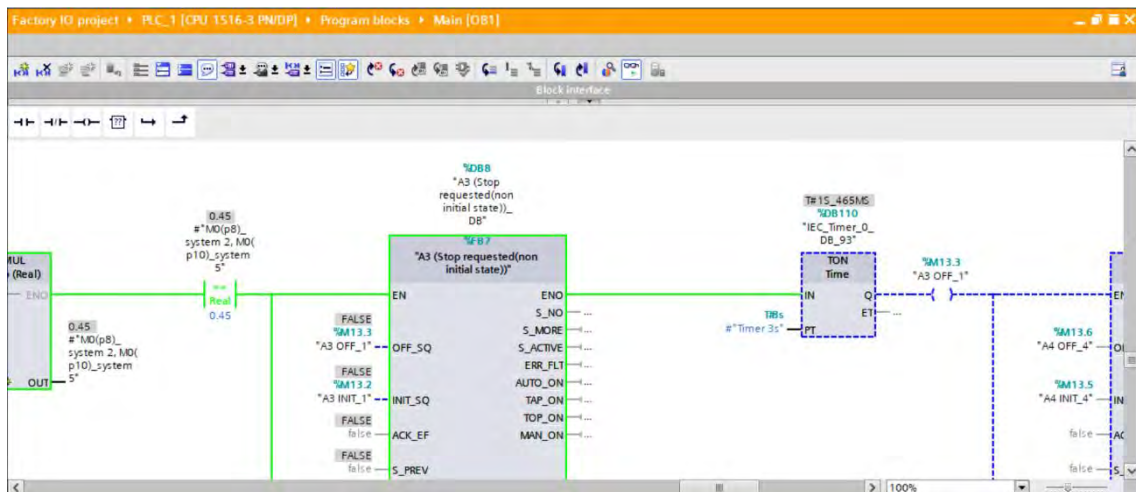 Factory IO project ▸ PLC_1 [CPU 1516-3 PN/DP] ▸ Program blocks ▸ Main [OB1]
Block interface
??
%DB8
"A3 (Stop
requested(non
initial state))_
DB"
0.45
#"M0(p8)_
system 2, M0(
p10)_system
5"
==
Real
0.45
T#1S_465MS
%DB110
"IEC_Timer_0_
DB_93"
MUL
(Real)
ENO
OUT
0.45
#"M0(p8)_
system 2, M0(
p10)_system
5"
%FB7
"A3 (Stop requested(non
initial state))"
EN
ENO
S_NO
S_MORE
S_ACTIVE
ERR_FLT
AUTO_ON
TAP_ON
TOP_ON
MAN_ON
FALSE
%M13.3
"A3 OFF_1"
OFF_SQ
FALSE
%M13.2
"A3 INIT_1"
INIT_SQ
FALSE
false
ACK_EF
FALSE
false
S_PREV
TON
Time
IN
Q
ET
#"Timer 3s"
PT
%M13.3
"A3 OFF_1"
%M13.6
"A4 OFF_4"
%M13.5
"A4 INIT_4"
false
false
100%